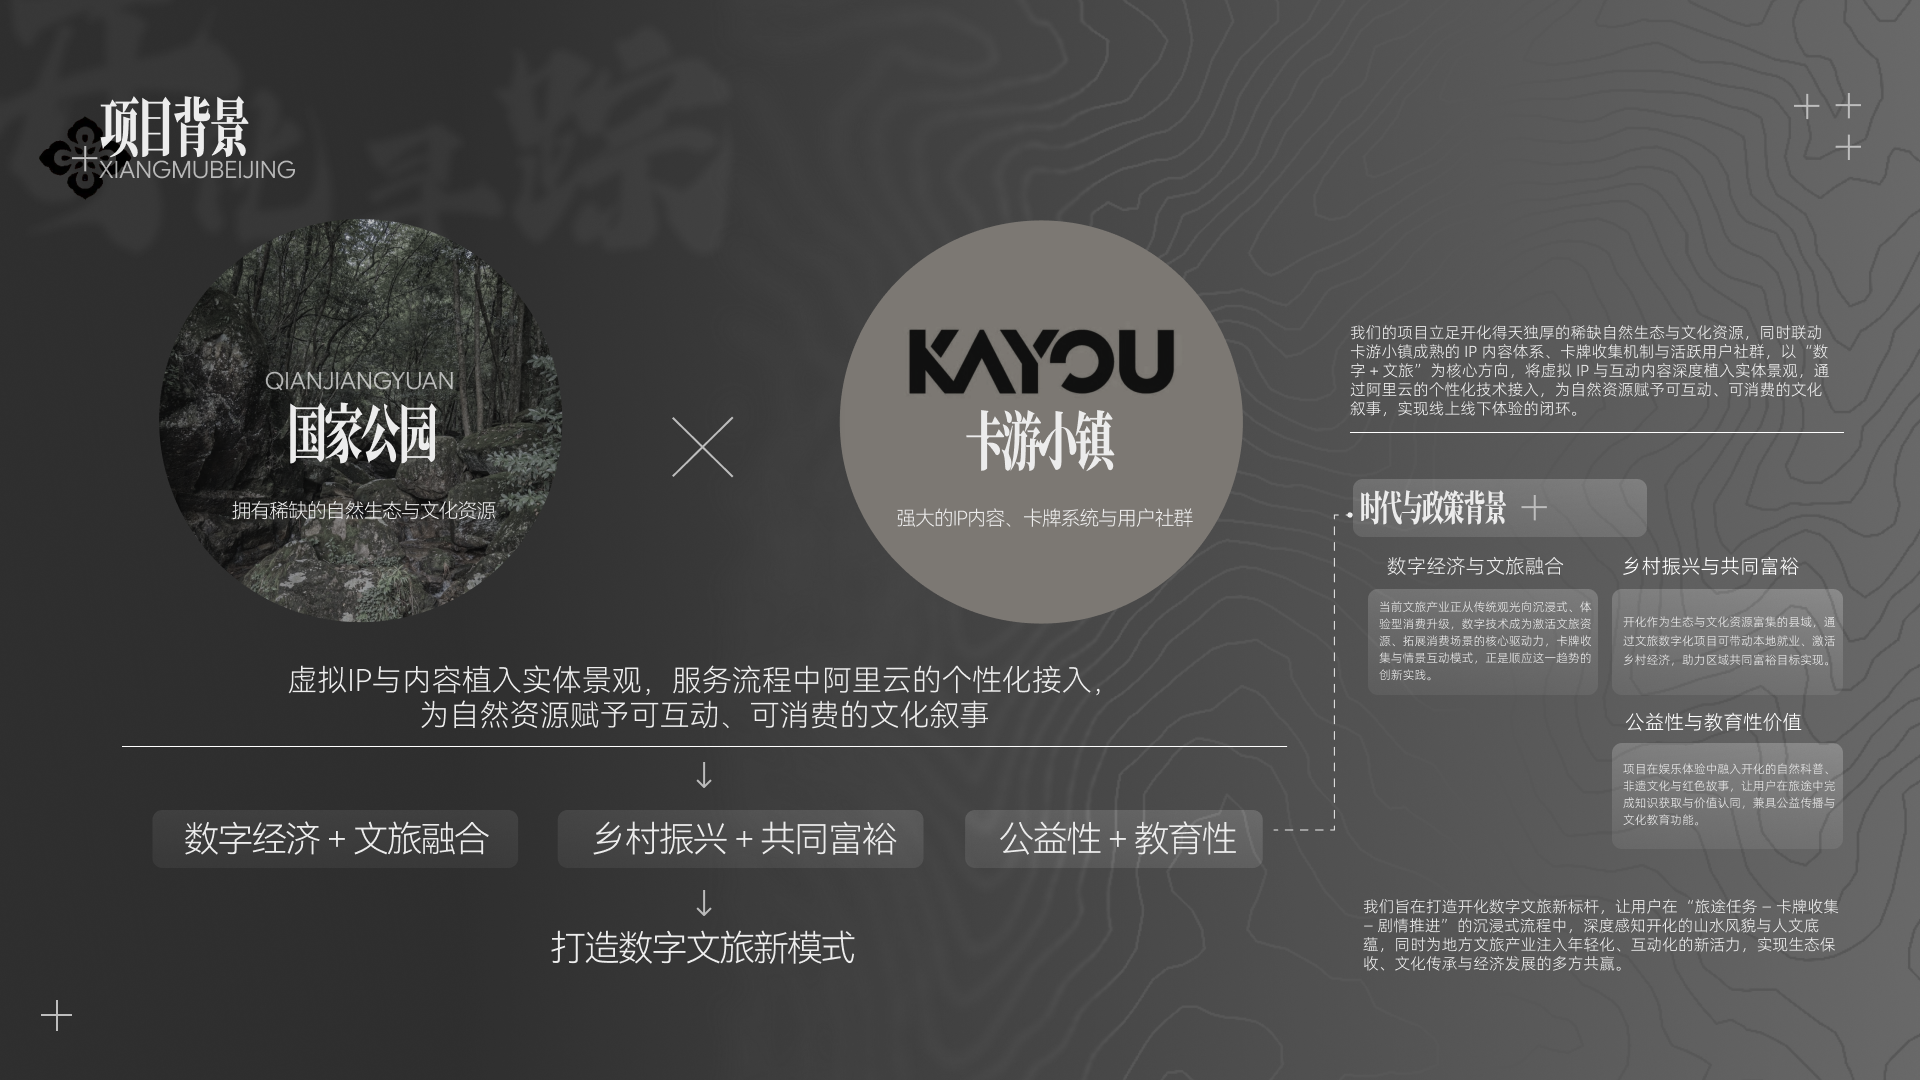 项目背景
XIANGMUBEIJING
QIANJIANGYUAN
国家公园
拥有稀缺的自然生态与文化资源
KAYOU
卡游小镇
强大的IP内容、卡牌系统与用户社群
虚拟IP与内容植入实体景观，服务流程中阿里云的个性化接入，
为自然资源赋予可互动、可消费的文化叙事
数字经济 + 文旅融合
乡村振兴 + 共同富裕
公益性 + 教育性
打造数字文旅新模式
我们的项目立足开化得天独厚的稀缺自然生态与文化资源，同时联动
卡游小镇成熟的 IP 内容体系、卡牌收集机制与活跃用户社群，以“数
字 + 文旅”为核心方向，将虚拟 IP 与互动内容深度植入实体景观，通
过阿里云的个性化技术接入，为自然资源赋予可互动、可消费的文化
叙事，实现线上线下体验的闭环。
时代与政策背景
数字经济与文旅融合
当前文旅产业正从传统观光向沉浸式、体
验型消费升级，数字技术成为激活文旅资
源、拓展消费场景的核心驱动力，卡牌收
集与情景互动模式，正是顺应这一趋势的
创新实践。
乡村振兴与共同富裕
开化作为生态与文化资源富集的县域，通
过文旅数字化项目可带动本地就业、激活
乡村经济，助力区域共同富裕目标实现。
公益性与教育性价值
项目在娱乐体验中融入开化的自然科普、
非遗文化与红色故事，让用户在旅途中完
成知识获取与价值认同，兼具公益传播与
文化教育功能。
我们旨在打造开化数字文旅新标杆，让用户在“旅途任务 – 卡牌收集
– 剧情推进”的沉浸式流程中，深度感知开化的山水风貌与人文底
蕴，同时为地方文旅产业注入年轻化、互动化的新活力，实现生态保
收、文化传承与经济发展的多方共赢。